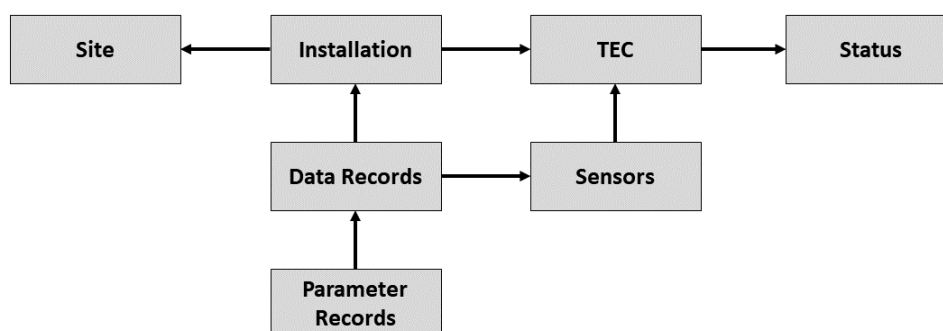 Site
Installation
TEC
Status
Data Records
Sensors
Parameter
Records